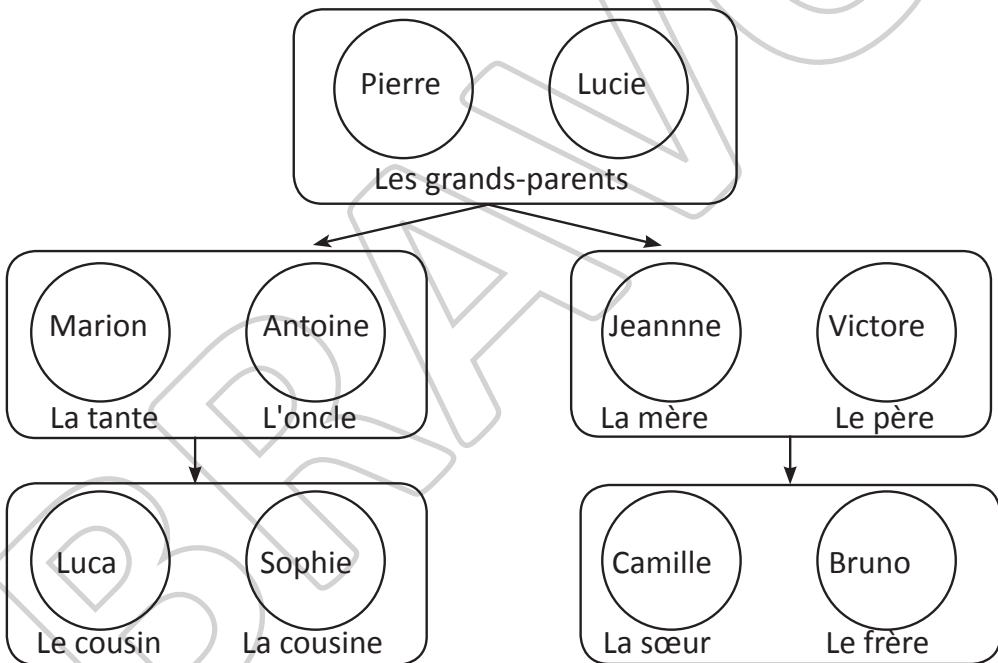 Pierre Lucie
Les grands-parents
Marion Antoine Jeannne Victore
La tante L'oncle La mère Le père
Luca Sophie Camille Bruno
Le cousin La cousine La sœur Le frère
BRAVO